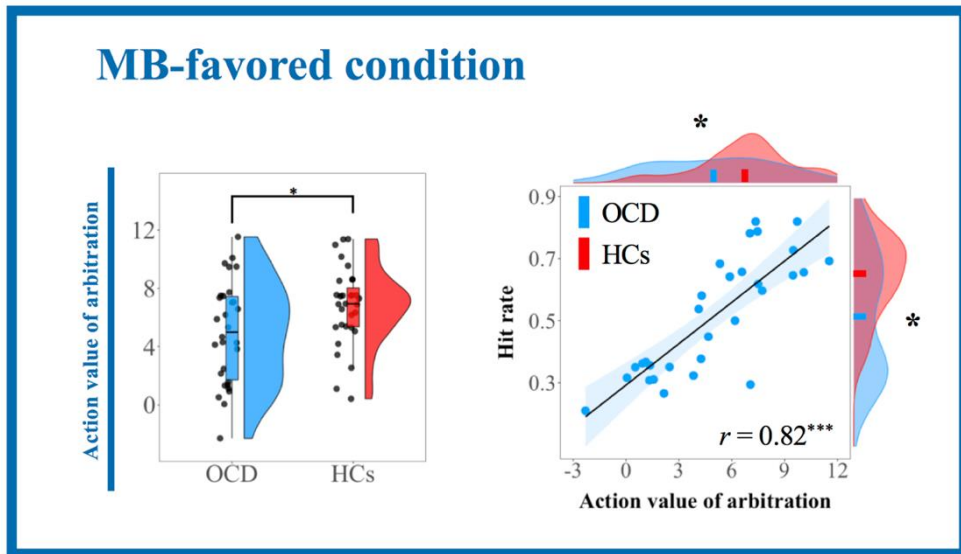 MB-favored condition
Action value of arbitration
12
8
4
0
*
OCD
HCs
*
*
OCD
HCs
Hit rate
0.9
0.7
0.5
0.3
r = 0.82***
-3 0 3 6 9 12
Action value of arbitration